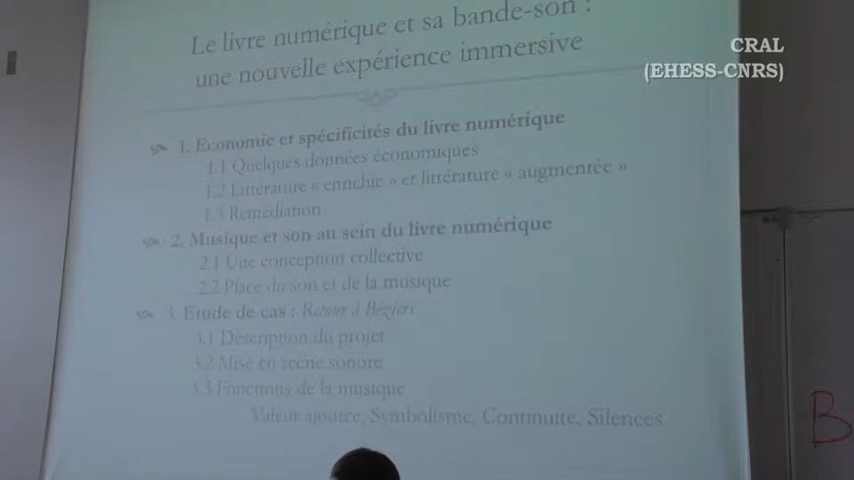 Le livre numérique et sa bande-son :
une nouvelle expérience immersive
CRAL
(EHESS-CNRS)
1. Economie et spécificités du livre numérique
1.1 Quelques données économiques
1.2 Littérature « enrichie » et littérature « augmentée »
1.3 Remédiation
2. Musique et son au sein du livre numérique
2.1 Une conception collective
2.2 Place du son et de la musique
3. Etude de cas : Retour à Béziers
3.1 Description du projet
3.2 Mise en scène sonore
3.3 Fonctions de la musique
Valeur ajoutée, Symbolisme, Continuité, Silences
B